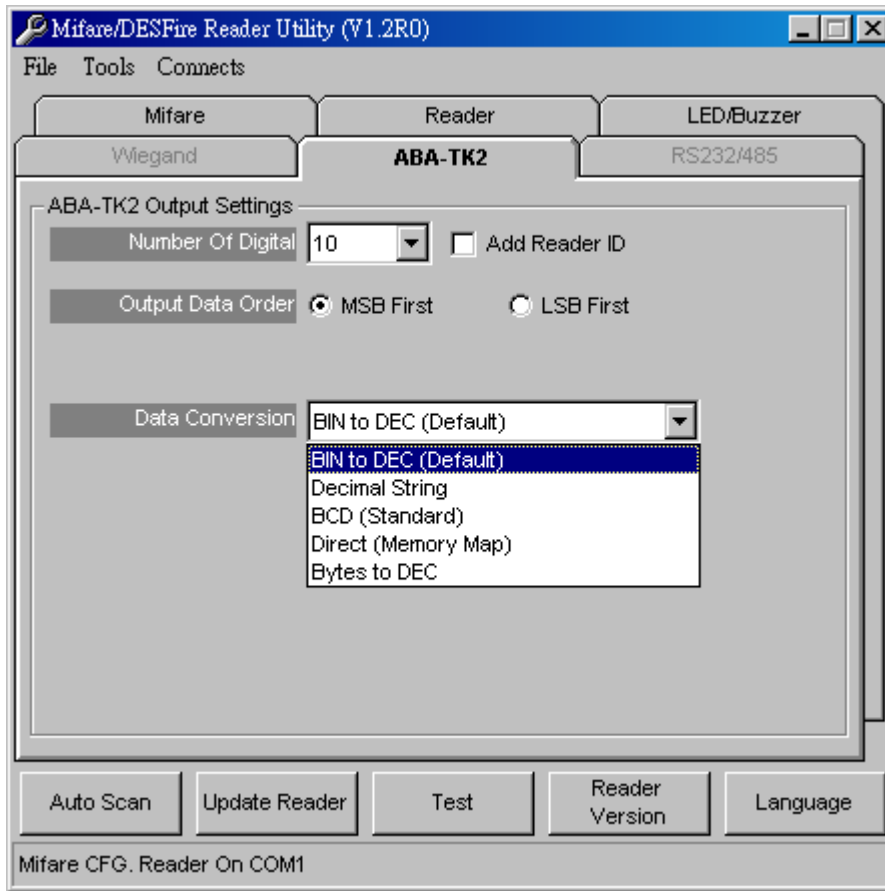 Mifare/DESFire Reader Utility (V1.2R0)
File Tools Connects
Mifare Reader LED/Buzzer
Wiegand ABA-TK2 RS232/485
ABA-TK2 Output Settings
Number Of Digital 10 Add Reader ID
Output Data Order MSB First LSB First
Data Conversion BIN to DEC (Default)
BIN to DEC (Default)
Decimal String
BCD (Standard)
Direct (Memory Map)
Bytes to DEC
Auto Scan Update Reader Test Reader Version Language
Mifare CFG. Reader On COM1